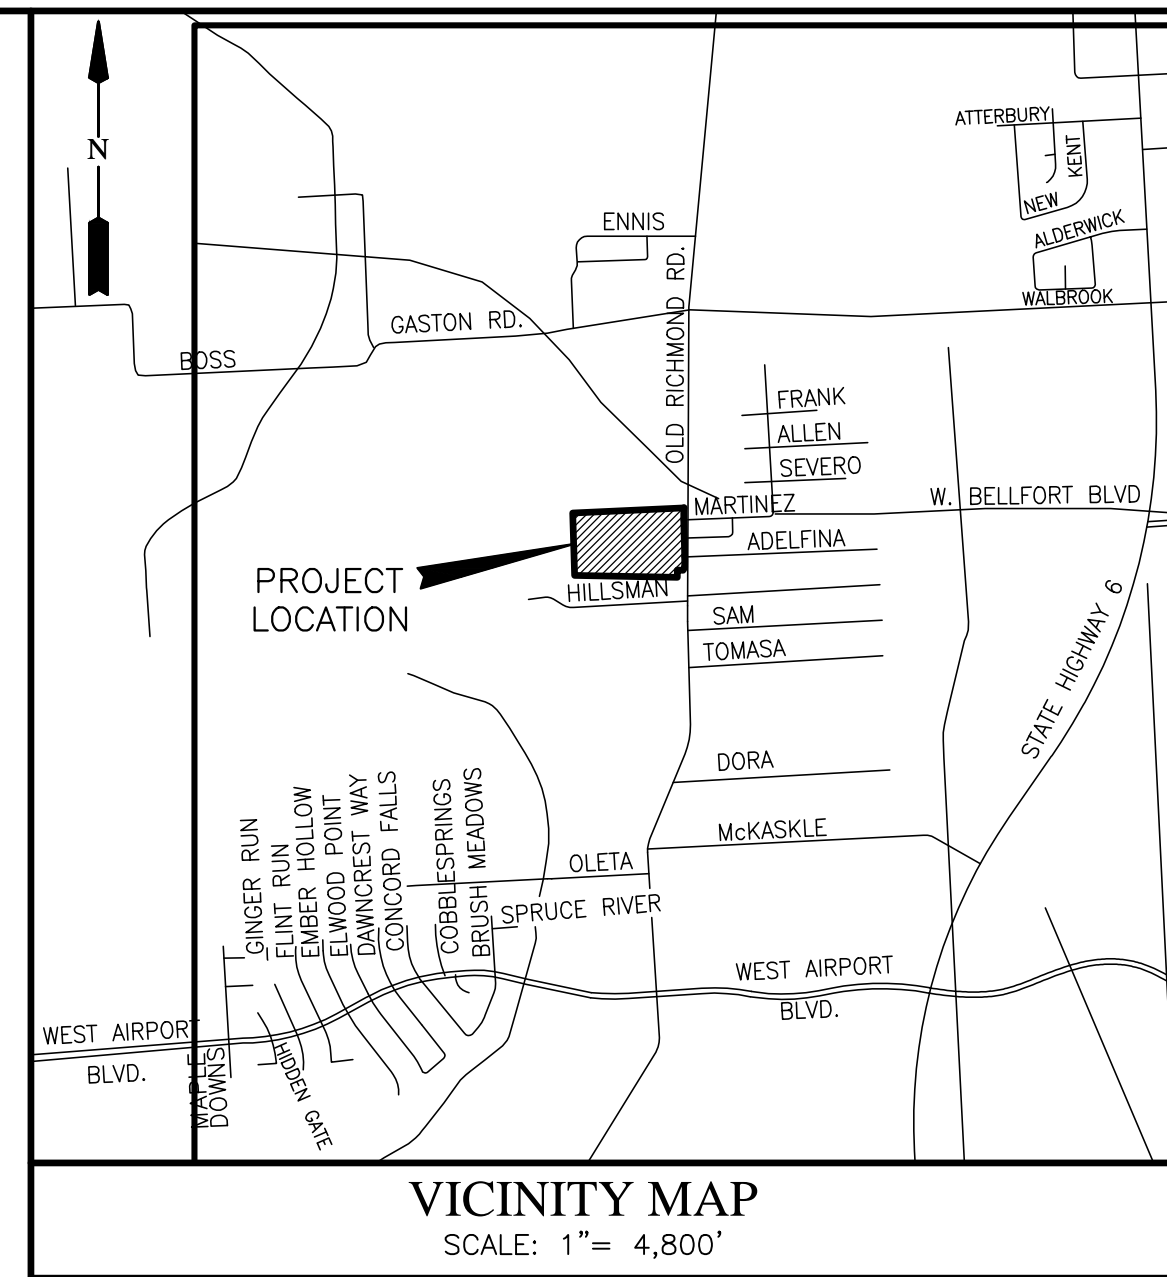 N
ATTERBURY
KENT
NEW
ALDERWICK
WALBROOK
ENNIS
OLD RICHMOND RD.
GASTON RD.
BOSS
FRANK
ALLEN
SEVERO
MARTINEZ
W. BELLFORT BLVD
ADELFINA
PROJECT
LOCATION
HILLSMAN
SAM
TOMASA
STATE HIGHWAY 6
DORA
McKASKLE
OLETA
SPRUCE RIVER
GINGER RUN
FLINT RUN
EMBER HOLLOW
ELWOOD POINT
DAWNCREST WAY
CONCORD FALLS
COBBLESPRINGS
BRUSH MEADOWS
WEST AIRPORT
BLVD.
WEST AIRPORT
BLVD.
MAPLE
DOWNS
HIDDEN GATE
VICINITY MAP
SCALE: 1"= 4,800'